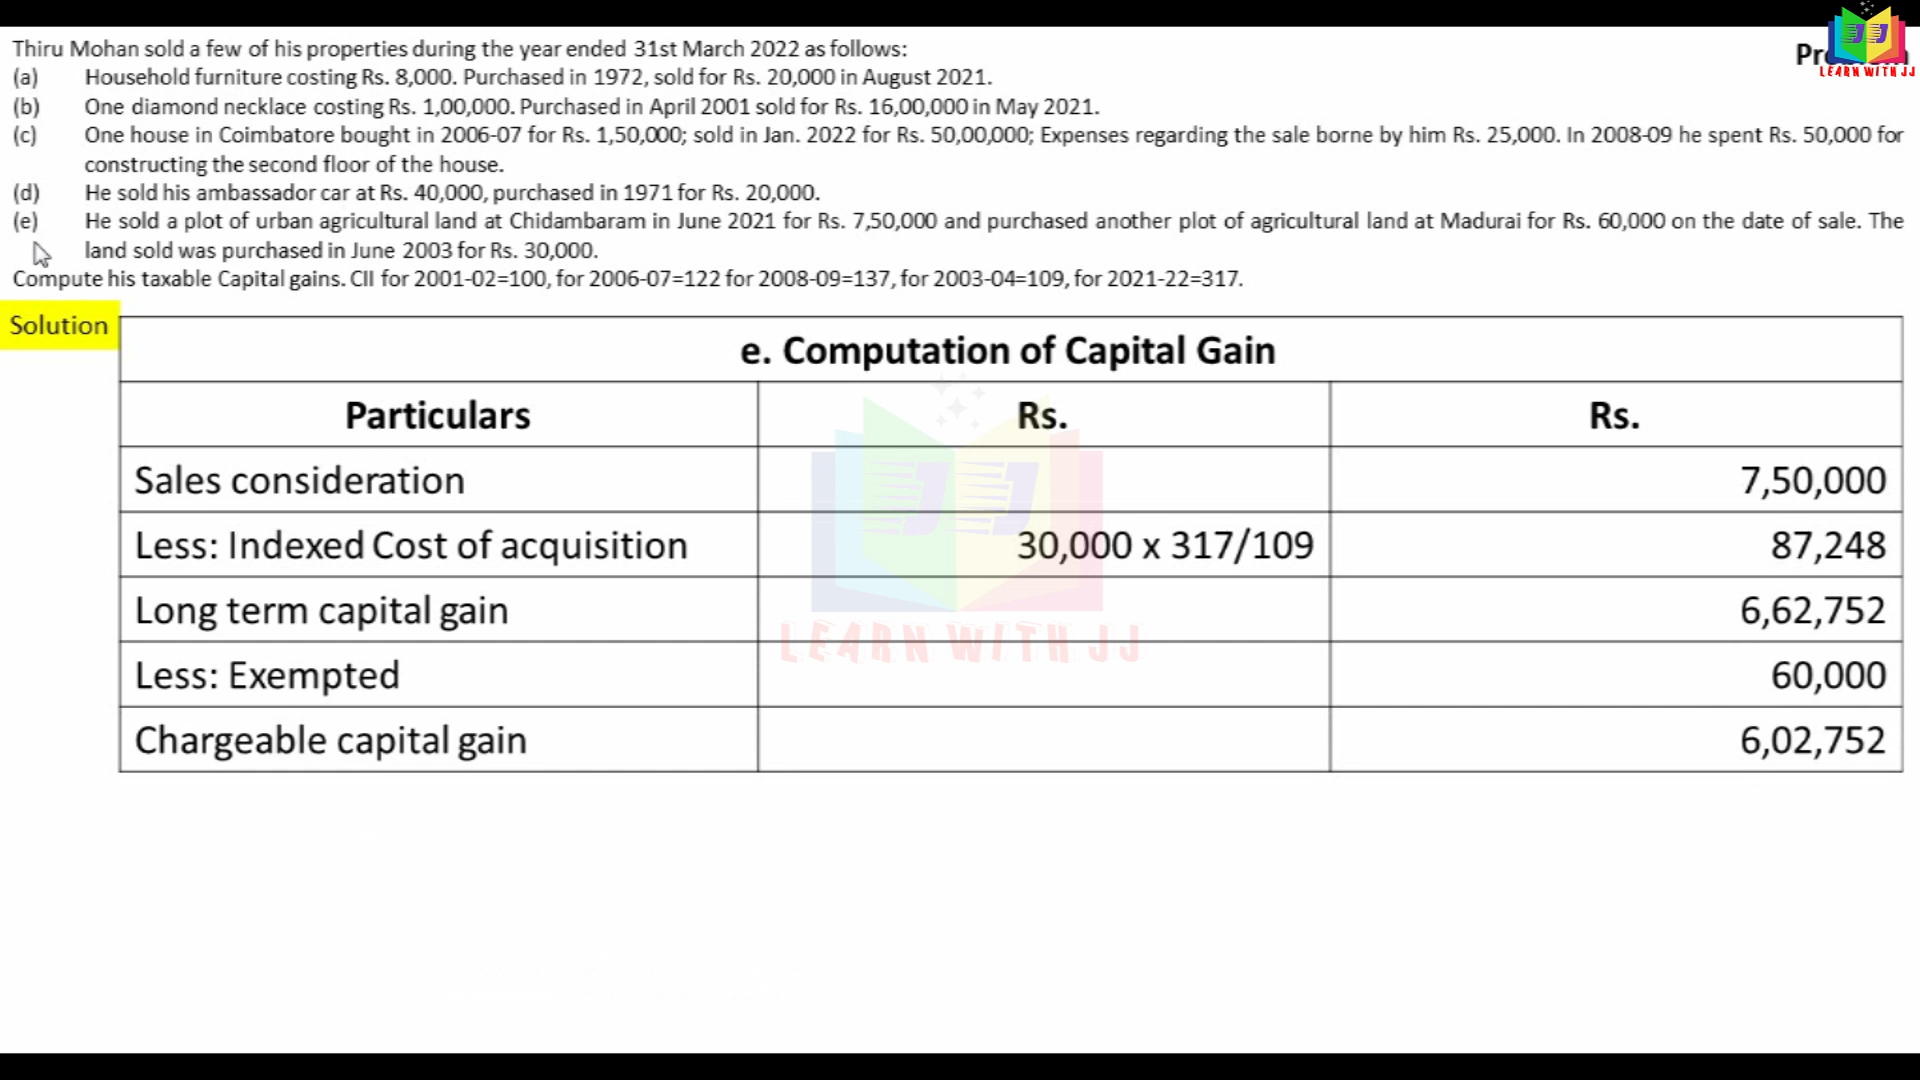 Thiru Mohan sold a few of his properties during the year ended 31st March 2022 as follows:
(a) Household furniture costing Rs. 8,000. Purchased in 1972, sold for Rs. 20,000 in August 2021.
(b) One diamond necklace costing Rs. 1,00,000. Purchased in April 2001 sold for Rs. 16,00,000 in May 2021.
(c) One house in Coimbatore bought in 2006-07 for Rs. 1,50,000; sold in Jan. 2022 for Rs. 50,00,000; Expenses regarding the sale borne by him Rs. 25,000. In 2008-09 he spent Rs. 50,000 for
constructing the second floor of the house.
(d) He sold his ambassador car at Rs. 40,000, purchased in 1971 for Rs. 20,000.
(e) He sold a plot of urban agricultural land at Chidambaram in June 2021 for Rs. 7,50,000 and purchased another plot of agricultural land at Madurai for Rs. 60,000 on the date of sale. The
land sold was purchased in June 2003 for Rs. 30,000.
Compute his taxable Capital gains. CII for 2001-02=100, for 2006-07=122 for 2008-09=137, for 2003-04=109, for 2021-22=317.
JJ
LEARN WITH JJ
Solution
e. Computation of Capital Gain
Particulars Rs. Rs.
Sales consideration 7,50,000
Less: Indexed Cost of acquisition 30,000 x 317/109 87,248
Long term capital gain 6,62,752
Less: Exempted 60,000
Chargeable capital gain 6,02,752
JJ
LEARN WITH JJ